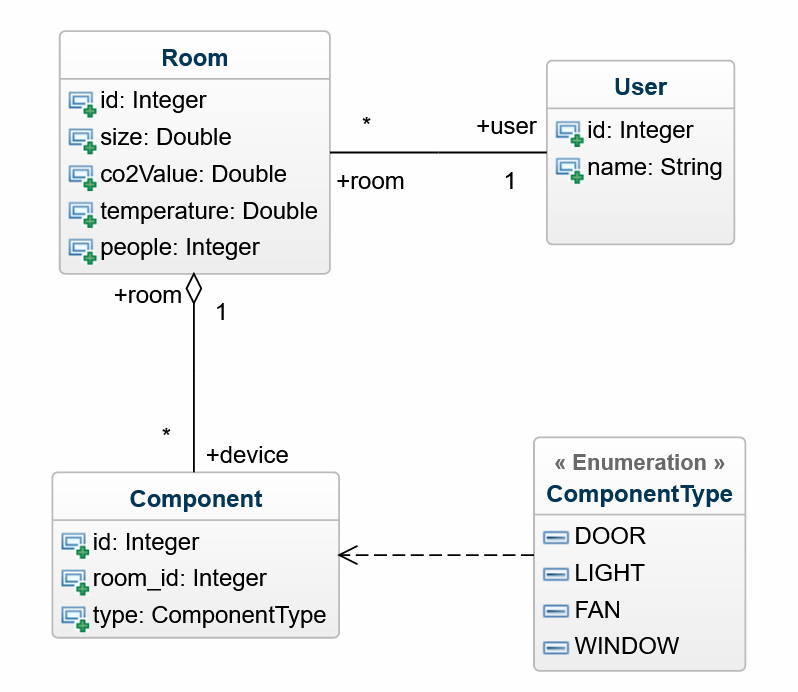 Room
id: Integer
size: Double
co2Value: Double
temperature: Double
people: Integer
*
+room
+user
1
User
id: Integer
name: String
+room
1
*
+device
Component
id: Integer
room_id: Integer
type: ComponentType
« Enumeration »
ComponentType
DOOR
LIGHT
FAN
WINDOW